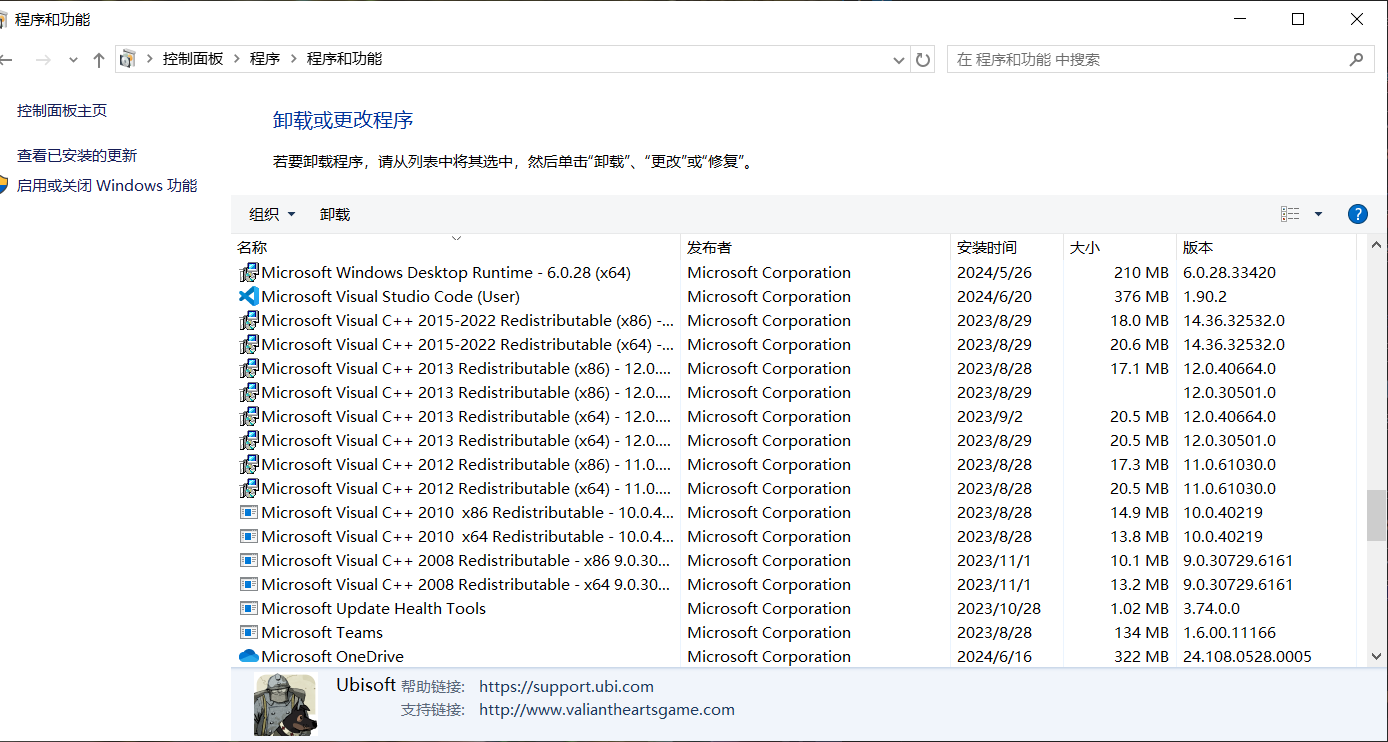 程序和功能
控制面板 > 程序 > 程序和功能
在 程序和功能 中搜索
控制面板主页
查看已安装的更新
启用或关闭 Windows 功能
卸载或更改程序
若要卸载程序，请从列表中将其选中，然后单击“卸载”、“更改”或“修复”。
组织 卸载
名称 发布者 安装时间 大小 版本
Microsoft Windows Desktop Runtime - 6.0.28 (x64) Microsoft Corporation 2024/5/26 210 MB 6.0.28.33420
Microsoft Visual Studio Code (User) Microsoft Corporation 2024/6/20 376 MB 1.90.2
Microsoft Visual C++ 2015-2022 Redistributable (x86) -... Microsoft Corporation 2023/8/29 18.0 MB 14.36.32532.0
Microsoft Visual C++ 2015-2022 Redistributable (x64) -... Microsoft Corporation 2023/8/29 20.6 MB 14.36.32532.0
Microsoft Visual C++ 2013 Redistributable (x86) - 12.0.... Microsoft Corporation 2023/8/28 17.1 MB 12.0.40664.0
Microsoft Visual C++ 2013 Redistributable (x86) - 12.0.... Microsoft Corporation 2023/8/29 12.0.30501.0
Microsoft Visual C++ 2013 Redistributable (x64) - 12.0.... Microsoft Corporation 2023/9/2 20.5 MB 12.0.40664.0
Microsoft Visual C++ 2013 Redistributable (x64) - 12.0.... Microsoft Corporation 2023/8/29 20.5 MB 12.0.30501.0
Microsoft Visual C++ 2012 Redistributable (x86) - 11.0.... Microsoft Corporation 2023/8/28 17.3 MB 11.0.61030.0
Microsoft Visual C++ 2012 Redistributable (x64) - 11.0.... Microsoft Corporation 2023/8/28 20.5 MB 11.0.61030.0
Microsoft Visual C++ 2010  x86 Redistributable - 10.0.4... Microsoft Corporation 2023/8/28 14.9 MB 10.0.40219
Microsoft Visual C++ 2010  x64 Redistributable - 10.0.4... Microsoft Corporation 2023/8/28 13.8 MB 10.0.40219
Microsoft Visual C++ 2008 Redistributable - x86 9.0.30... Microsoft Corporation 2023/11/1 10.1 MB 9.0.30729.6161
Microsoft Visual C++ 2008 Redistributable - x64 9.0.30... Microsoft Corporation 2023/11/1 13.2 MB 9.0.30729.6161
Microsoft Update Health Tools Microsoft Corporation 2023/10/28 1.02 MB 3.74.0.0
Microsoft Teams Microsoft Corporation 2023/8/28 134 MB 1.6.00.11166
Microsoft OneDrive Microsoft Corporation 2024/6/16 322 MB 24.108.0528.0005
Ubisoft 帮助链接: https://support.ubi.com
支持链接: http://www.valiantheartsgame.com